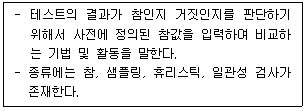 - 테스트의 결과가 참인지 거짓인지를 판단하기
위해서 사전에 정의된 참값을 입력하여 비교하
는 기법 및 활동을 말한다.
- 종류에는 참, 샘플링, 휴리스틱, 일관성 검사가
존재한다.